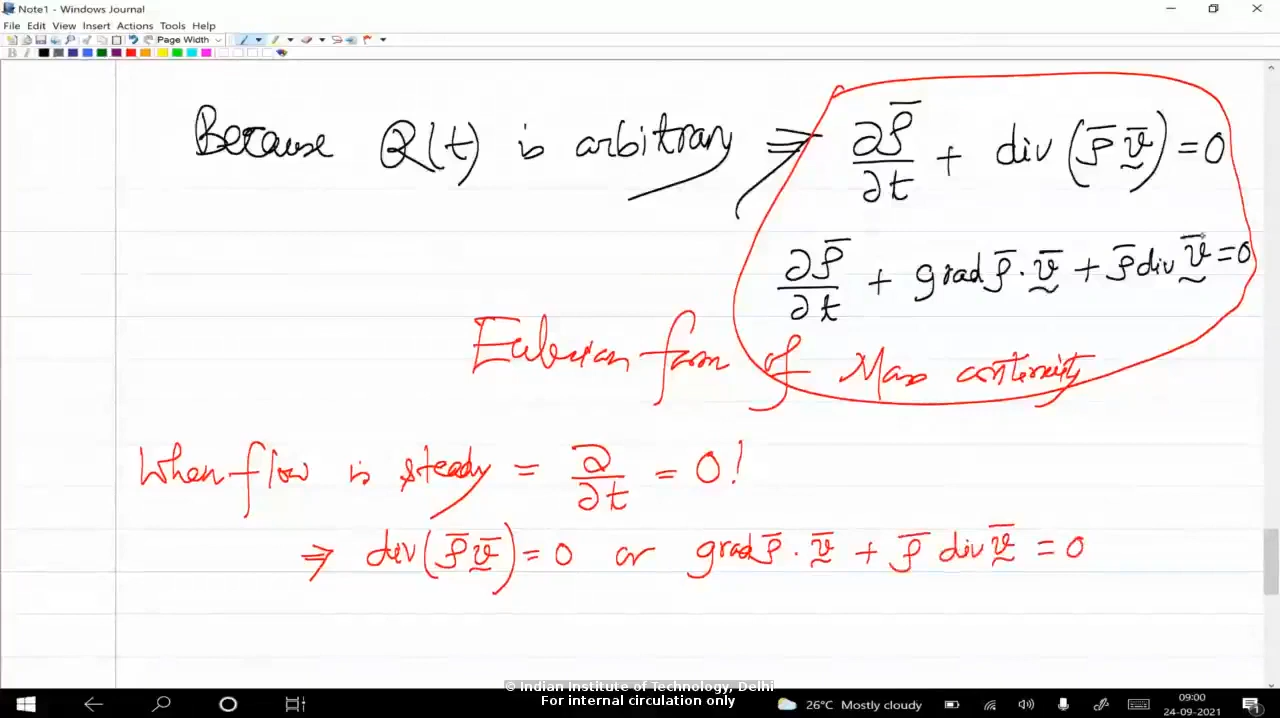 Note1 - Windows Journal
File Edit View Insert Actions Tools Help
Page Width
B I
Because Q(t) is arbitrary ⇒ ∂ρ̅/∂t + div(ρ̅ v̅) = 0
∂ρ̅/∂t + grad ρ̅ · v̅ + ρ̅ div v̅ = 0
Eulerian form of Mass continuity
When flow is steady = ∂/∂t = 0!
⇒ div(ρ̅ v̅) = 0 or grad ρ̅ · v̅ + ρ̅ div v̅ = 0
© Indian Institute of Technology, Delhi
For internal circulation only
26°C Mostly cloudy
09:00
24-09-2021
1